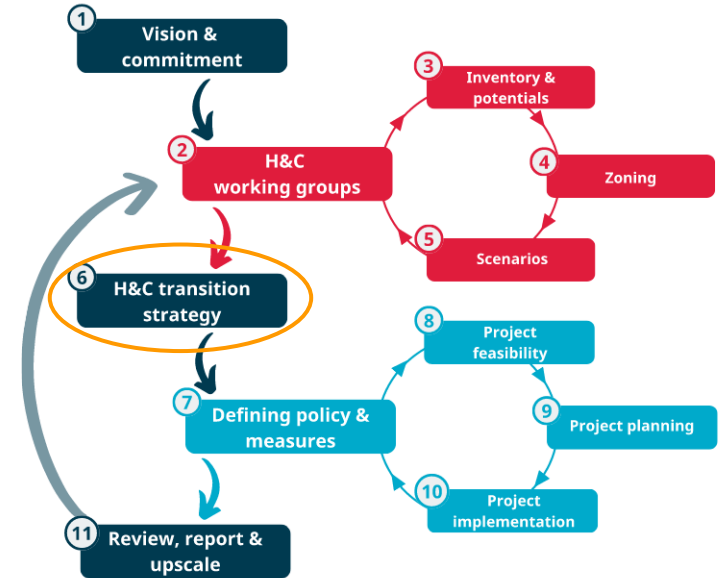 1
Vision &
commitment
2
H&C
working groups
3
Inventory &
potentials
4
Zoning
5
Scenarios
6
H&C transition
strategy
7
Defining policy &
measures
8
Project
feasibility
9
Project planning
10
Project
implementation
11
Review, report &
upscale